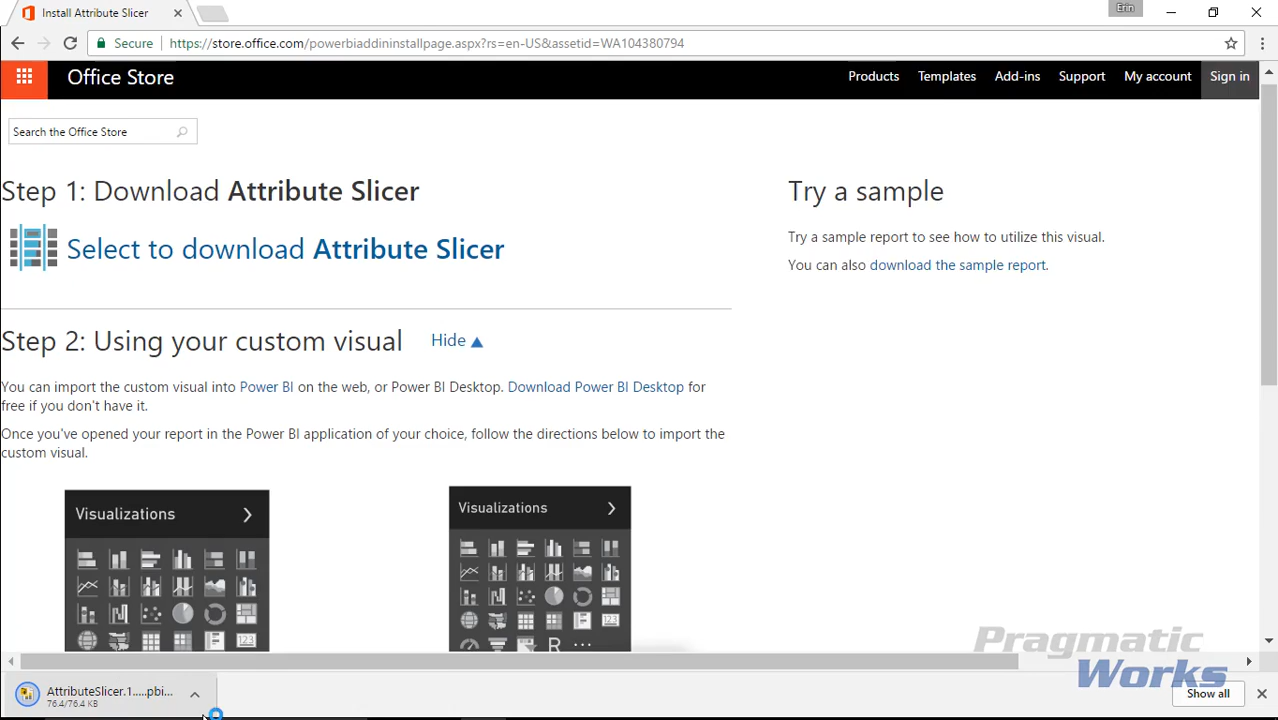 Install Attribute Slicer
Erin
Secure
https://store.office.com/powerbiaddininstallpage.aspx?rs=en-US&assetid=WA104380794
Office Store
Products
Templates
Add-ins
Support
My account
Sign in
Search the Office Store
Step 1: Download Attribute Slicer
Select to download Attribute Slicer
Try a sample
Try a sample report to see how to utilize this visual.
You can also download the sample report.
Step 2: Using your custom visual
Hide
You can import the custom visual into Power BI on the web, or Power BI Desktop. Download Power BI Desktop for
free if you don't have it.
Once you've opened your report in the Power BI application of your choice, follow the directions below to import the
custom visual.
Visualizations
123
Visualizations
123
R ...
Pragmatic
Works
AttributeSlicer.1.....pbi...
76.4/76.4 KB
Show all